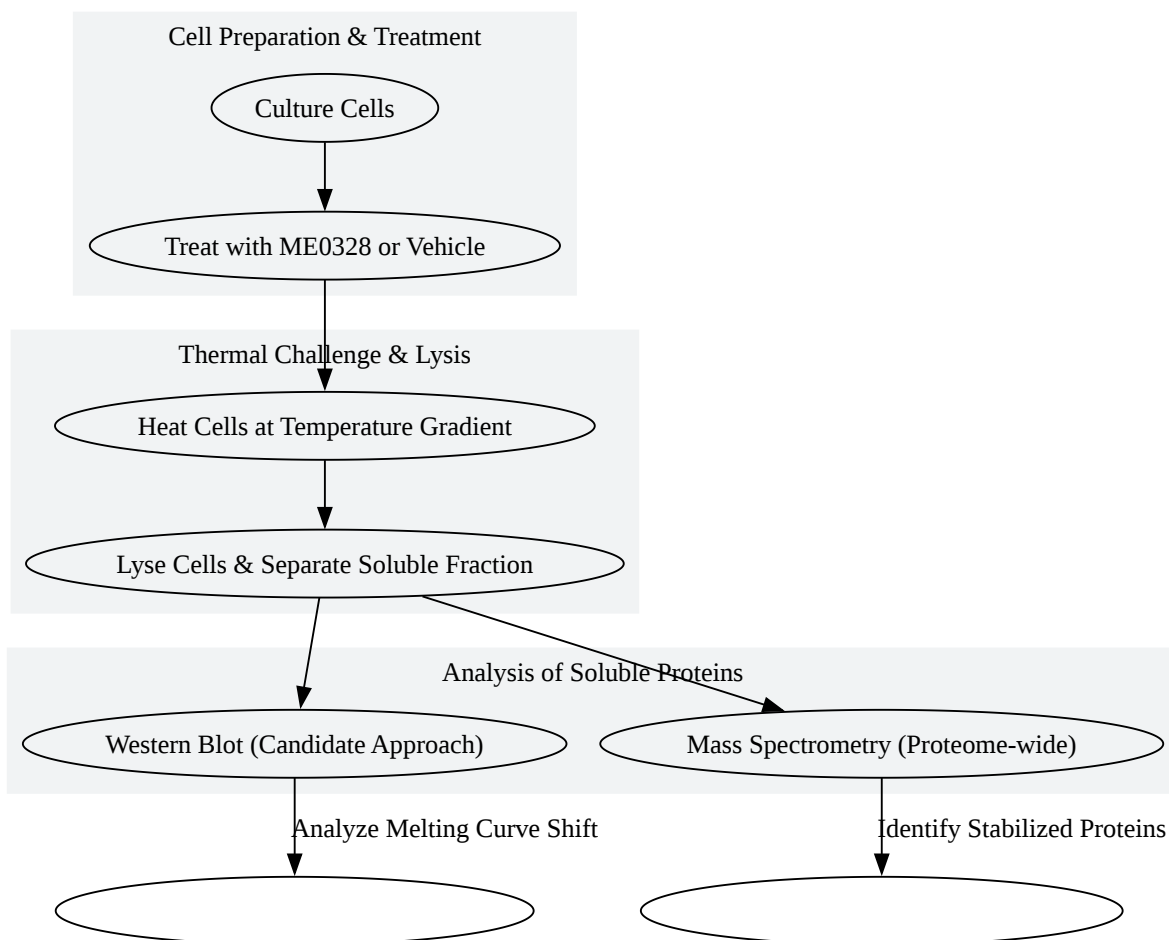 Cell Preparation & Treatment
Culture Cells
Treat with ME0328 or Vehicle
Thermal Challenge & Lysis
Heat Cells at Temperature Gradient
Lyse Cells & Separate Soluble Fraction
Analysis of Soluble Proteins
Western Blot (Candidate Approach)
Mass Spectrometry (Proteome-wide)
Analyze Melting Curve Shift
Identify Stabilized Proteins